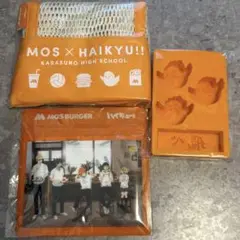 MOS × HAIKYU!!
KARASUNO HIGH SCHOOL
MOS BURGER
ハイキュー!!